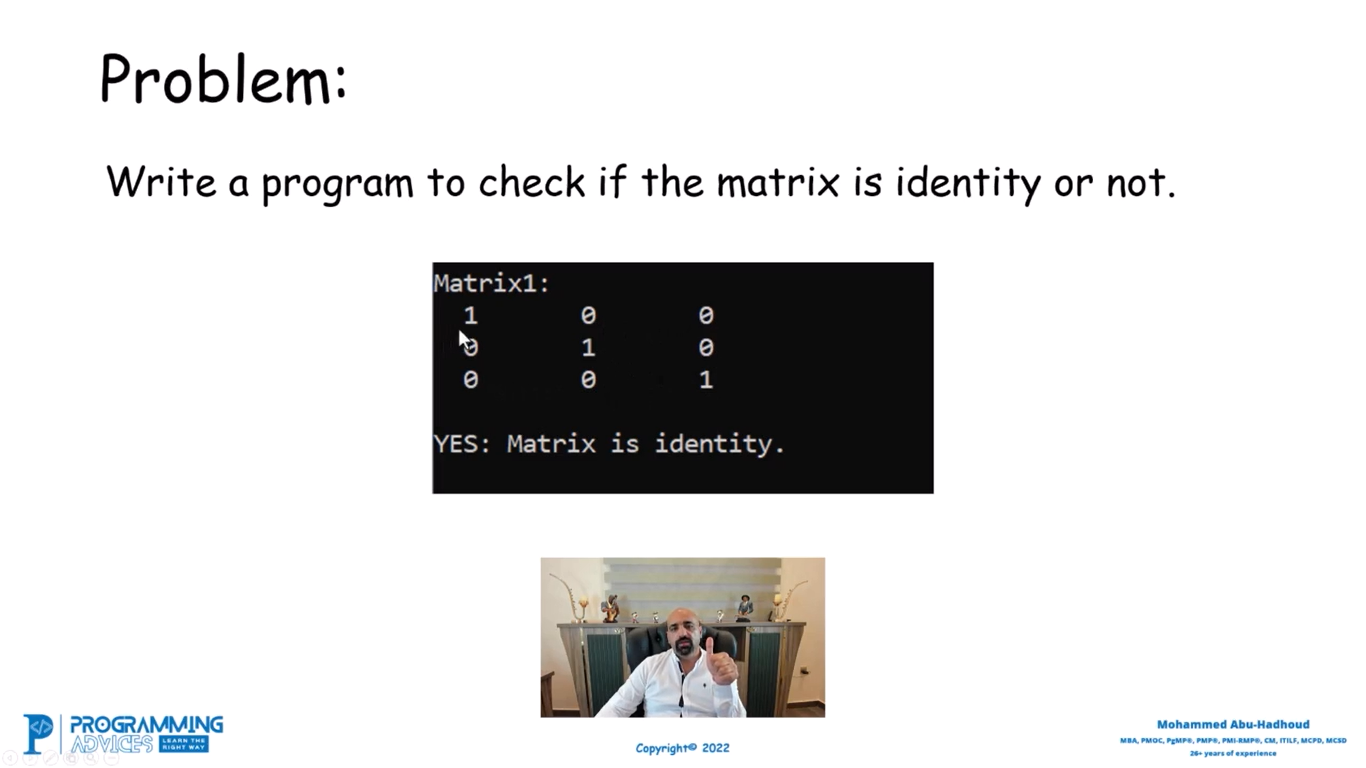 Problem:
Write a program to check if the matrix is identity or not.
Matrix1:
1 0 0
0 1 0
0 0 1
YES: Matrix is identity.
PROGRAMMING
ADVICES LEARN THE RIGHT WAY
Copyright© 2022
Mohammed Abu-Hadhoud
MBA, PMOC, PgMP®, PMP®, PMI-RMP®, CM, ITILF, MCPD, MCSD
26+ years of experience